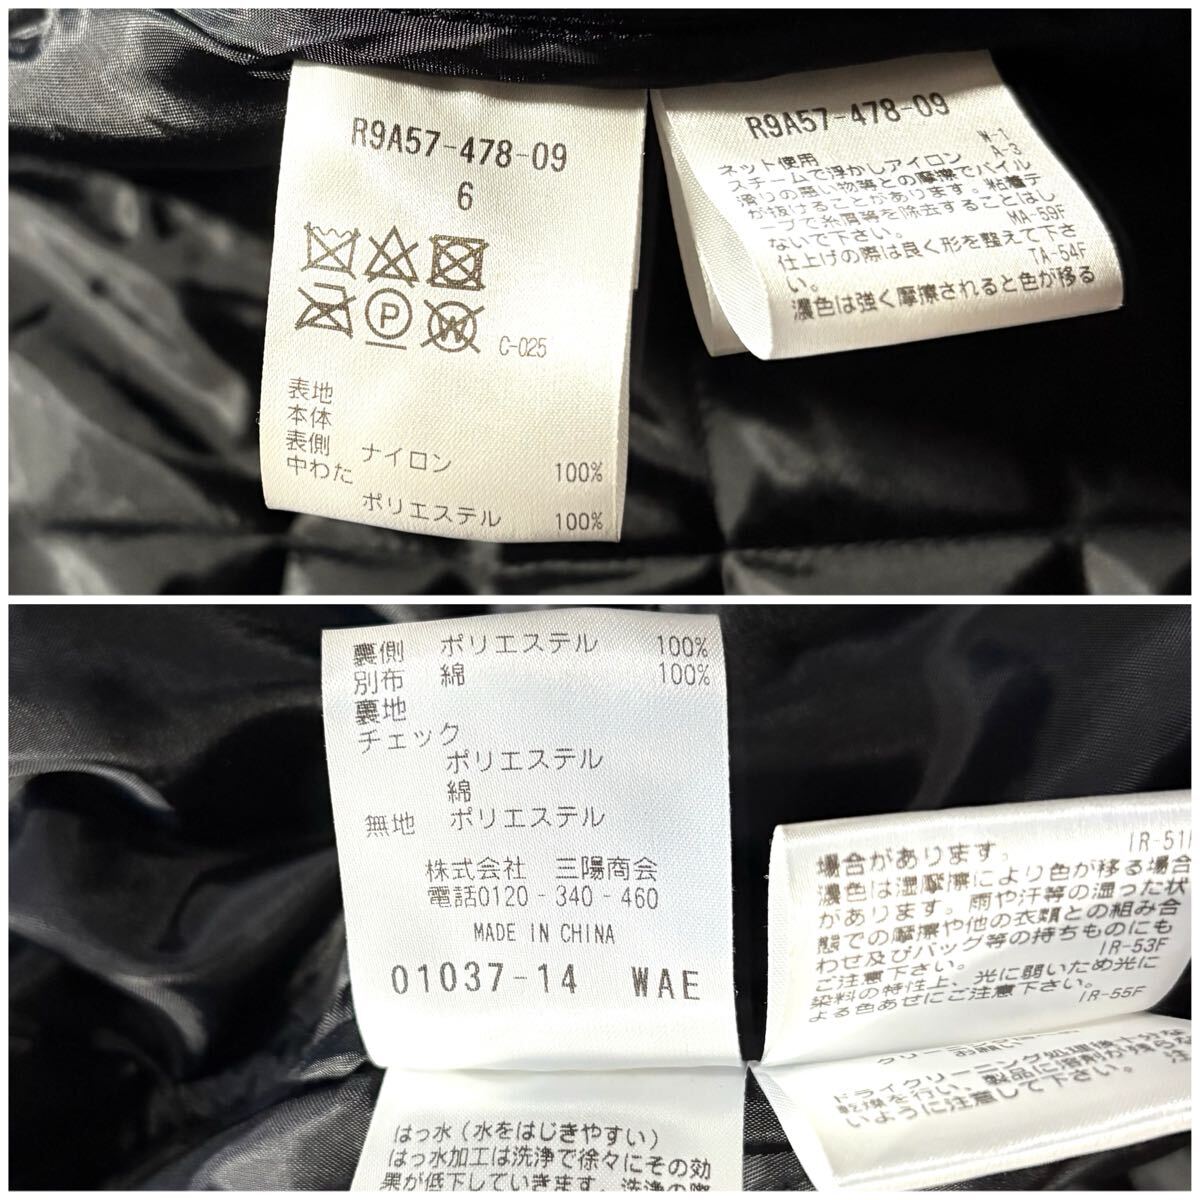 R9A57-478-09
6
P
W
C-025
表地
本体
表側 ナイロン 100%
中わた
ポリエステル 100%
R9A57-478-09
M-1
A-3
ネット使用
スチームで浮かしアイロン
滑りの悪い物等との摩擦でパイル
が抜けることがあります。粘着テ
ープで糸屑等を除去することはし
ないで下さい。 MA-59F
仕上げの際は良く形を整えて下さ
い。 TA-54F
濃色は強く摩擦されると色が移る
裏側 ポリエステル 100%
別布 綿 100%
裏地
チェック
ポリエステル
綿
無地 ポリエステル
株式会社 三陽商会
電話0120-340-460
MADE IN CHINA
01037-14 WAE
場合があります。
濃色は湿摩擦により色が移る場合
があります。雨や汗等の湿った状
態での摩擦や他の衣類との組み合
わせ及びバッグ等の持ちものにも
ご注意下さい。 IR-53F
染料の特性上、光に弱いため光に
よる色あせにご注意下さい。
IR-55F
ドライクリーニング処理後十分な
乾燥を行い、製品に溶剤が残らな
いように注意して下さい。
はっ水(水をはじきやすい)
はっ水加工は洗浄で徐々にその効
果が低下していきます。洗浄の際